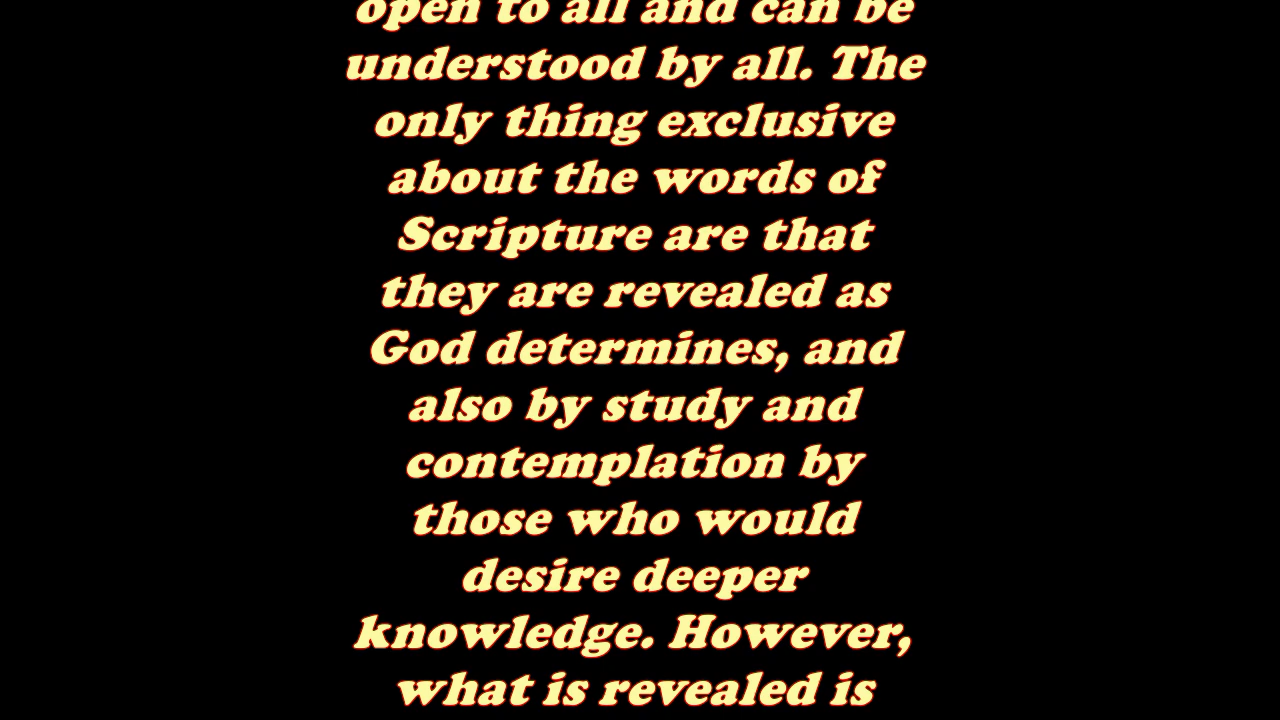 open to all and can be
understood by all. The
only thing exclusive
about the words of
Scripture are that
they are revealed as
God determines, and
also by study and
contemplation by
those who would
desire deeper
knowledge. However,
what is revealed is